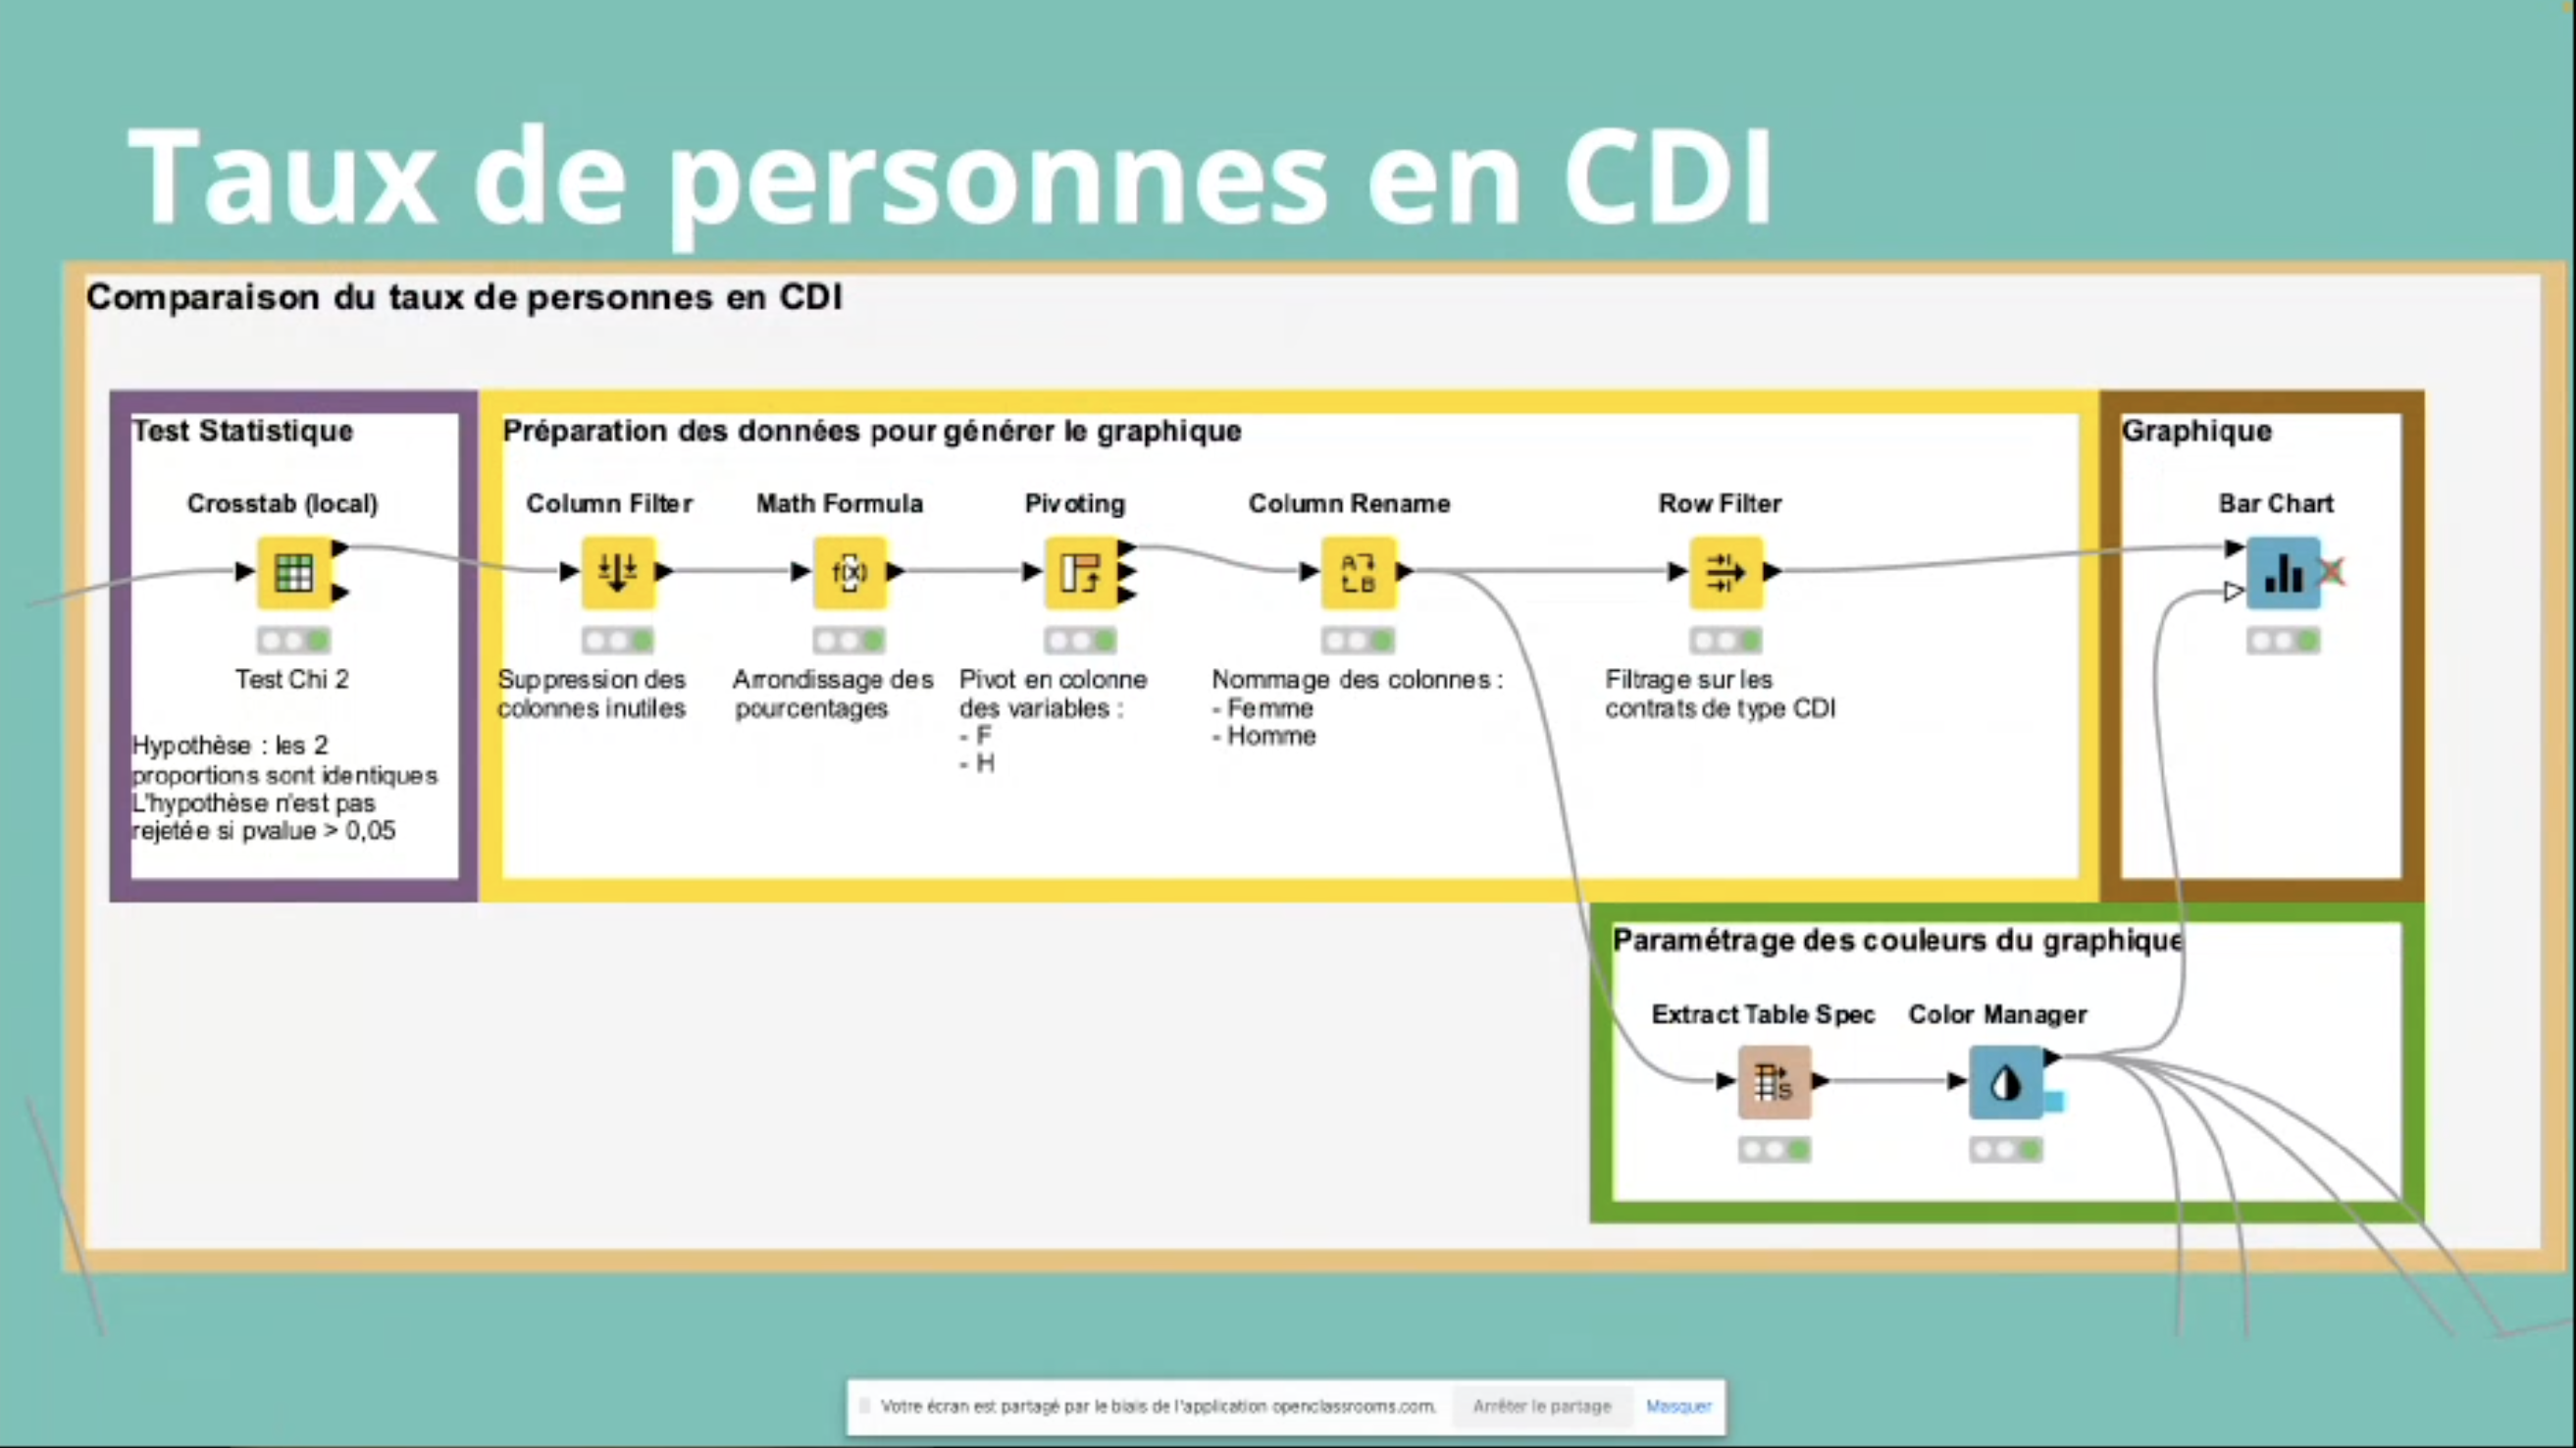 Taux de personnes en CDI
Comparaison du taux de personnes en CDI
Test Statistique
Crosstab (local)
Test Chi 2
Hypothèse : les 2
proportions sont identiques
L'hypothèse n'est pas
rejetée si pvalue > 0,05
Préparation des données pour générer le graphique
Column Filter
Suppression des
colonnes inutiles
Math Formula
f(x)
Arrondissage des
pourcentages
Pivoting
Pivot en colonne
des variables :
- F
- H
Column Rename
A
B
Nommage des colonnes :
- Femme
- Homme
Row Filter
Filtrage sur les
contrats de type CDI
Graphique
Bar Chart
Paramétrage des couleurs du graphique
Extract Table Spec
S
Color Manager
Votre écran est partagé par le biais de l'application openclassrooms.com.
Arrêter le partage
Masquer